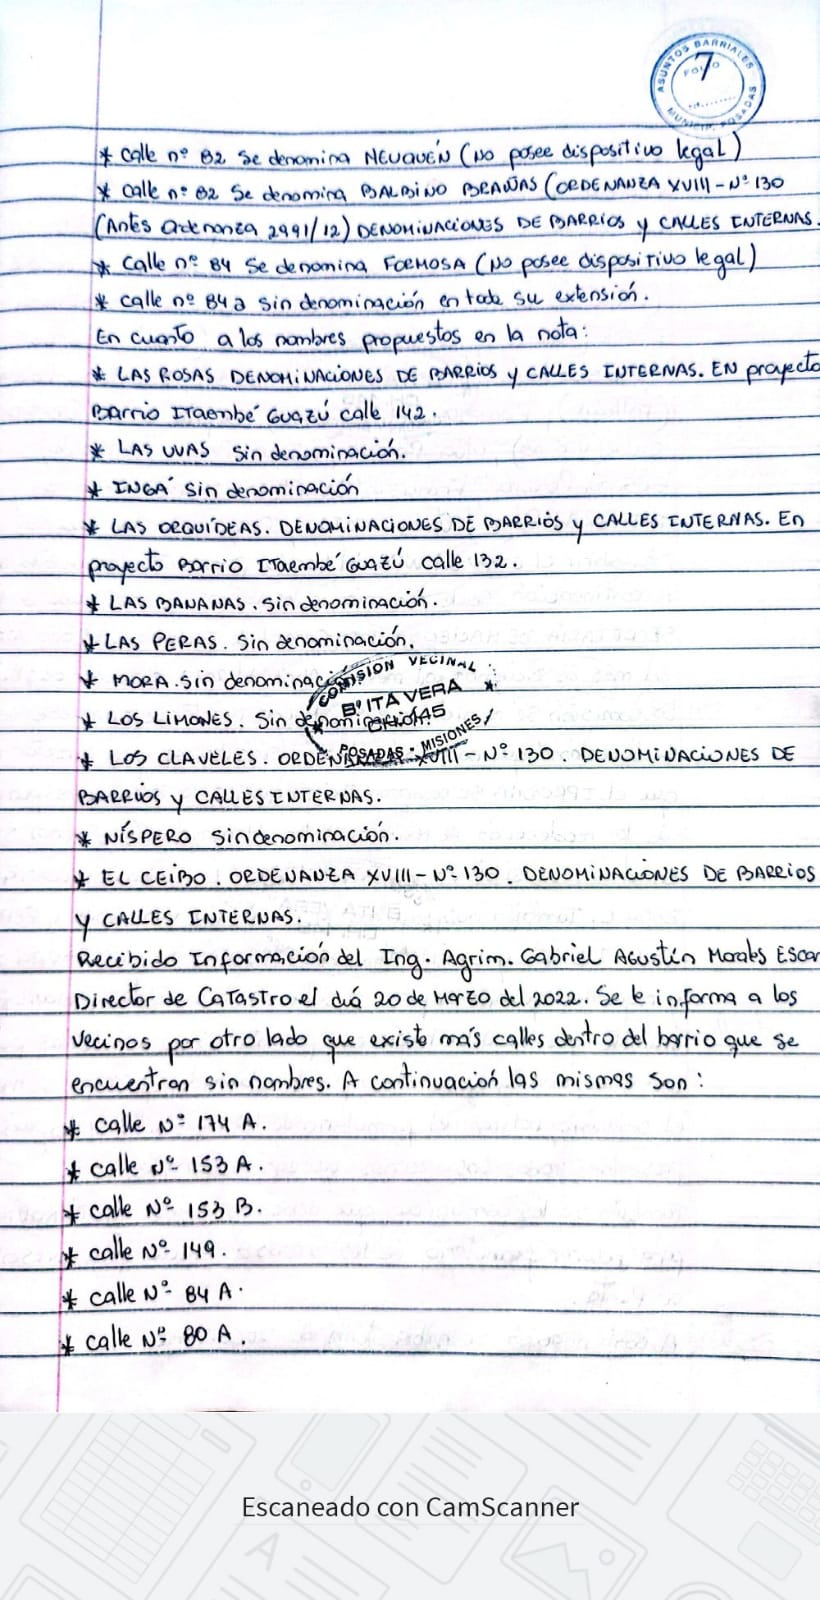 ASUNTOS BARRIALES
FOLIO
7
MUNICIP. POSADAS
* calle nº 82 Se denomina NEUQUÉN (No posee dispositivo legal)
* calle nº 82 Se denomina BALBINO BRAÑAS (ORDENANZA XVIII - Nº 130
(Antes Ordenanza 2991/12) DENOMINACIONES DE BARRIOS y CALLES INTERNAS.
* Calle nº 84 Se denomina FORMOSA (No posee dispositivo legal)
* calle nº 84a sin denominación en toda su extensión.
En cuanto a los nombres propuestos en la nota:
* LAS ROSAS DENOMINACIONES DE BARRIOS y CALLES INTERNAS. EN proyecto
Barrio Itaembé Guazú calle 142.
* LAS UVAS Sin denominación.
* INGÁ Sin denominación
* LAS ORQUÍDEAS. DENOMINACIONES DE BARRIOS y CALLES INTERNAS. En
proyecto Barrio ITaembé Guazú calle 132.
* LAS BANANAS. Sin denominación.
* LAS PERAS. Sin denominación.
* MORA. Sin denominación
* LOS LIMONES. Sin denominación
* LOS CLAVELES. ORDENANZA XVIII - Nº 130. DENOMINACIONES DE
COMISION VECINAL
Bº ITA VERA
POSADAS - MISIONES
BARRIOS y CALLES INTERNAS.
* NÍSPERO Sin denominación.
* EL CEIBO. ORDENANZA XVIII - Nº 130. DENOMINACIONES DE BARRIOS
y CALLES INTERNAS.
Recibido Información del Ing. Agrim. Gabriel Agustín Morales Escor
Director de Catastro el día 20 de Marzo del 2022. Se le informa a los
vecinos por otro lado que existe más calles dentro del barrio que se
encuentran sin nombres. A continuación las mismas son:
* calle Nº 174 A.
* calle Nº 153 A.
* calle Nº 153 B.
* calle Nº 149.
* calle Nº 84 A.
* calle Nº 80 A.
Escaneado con CamScanner